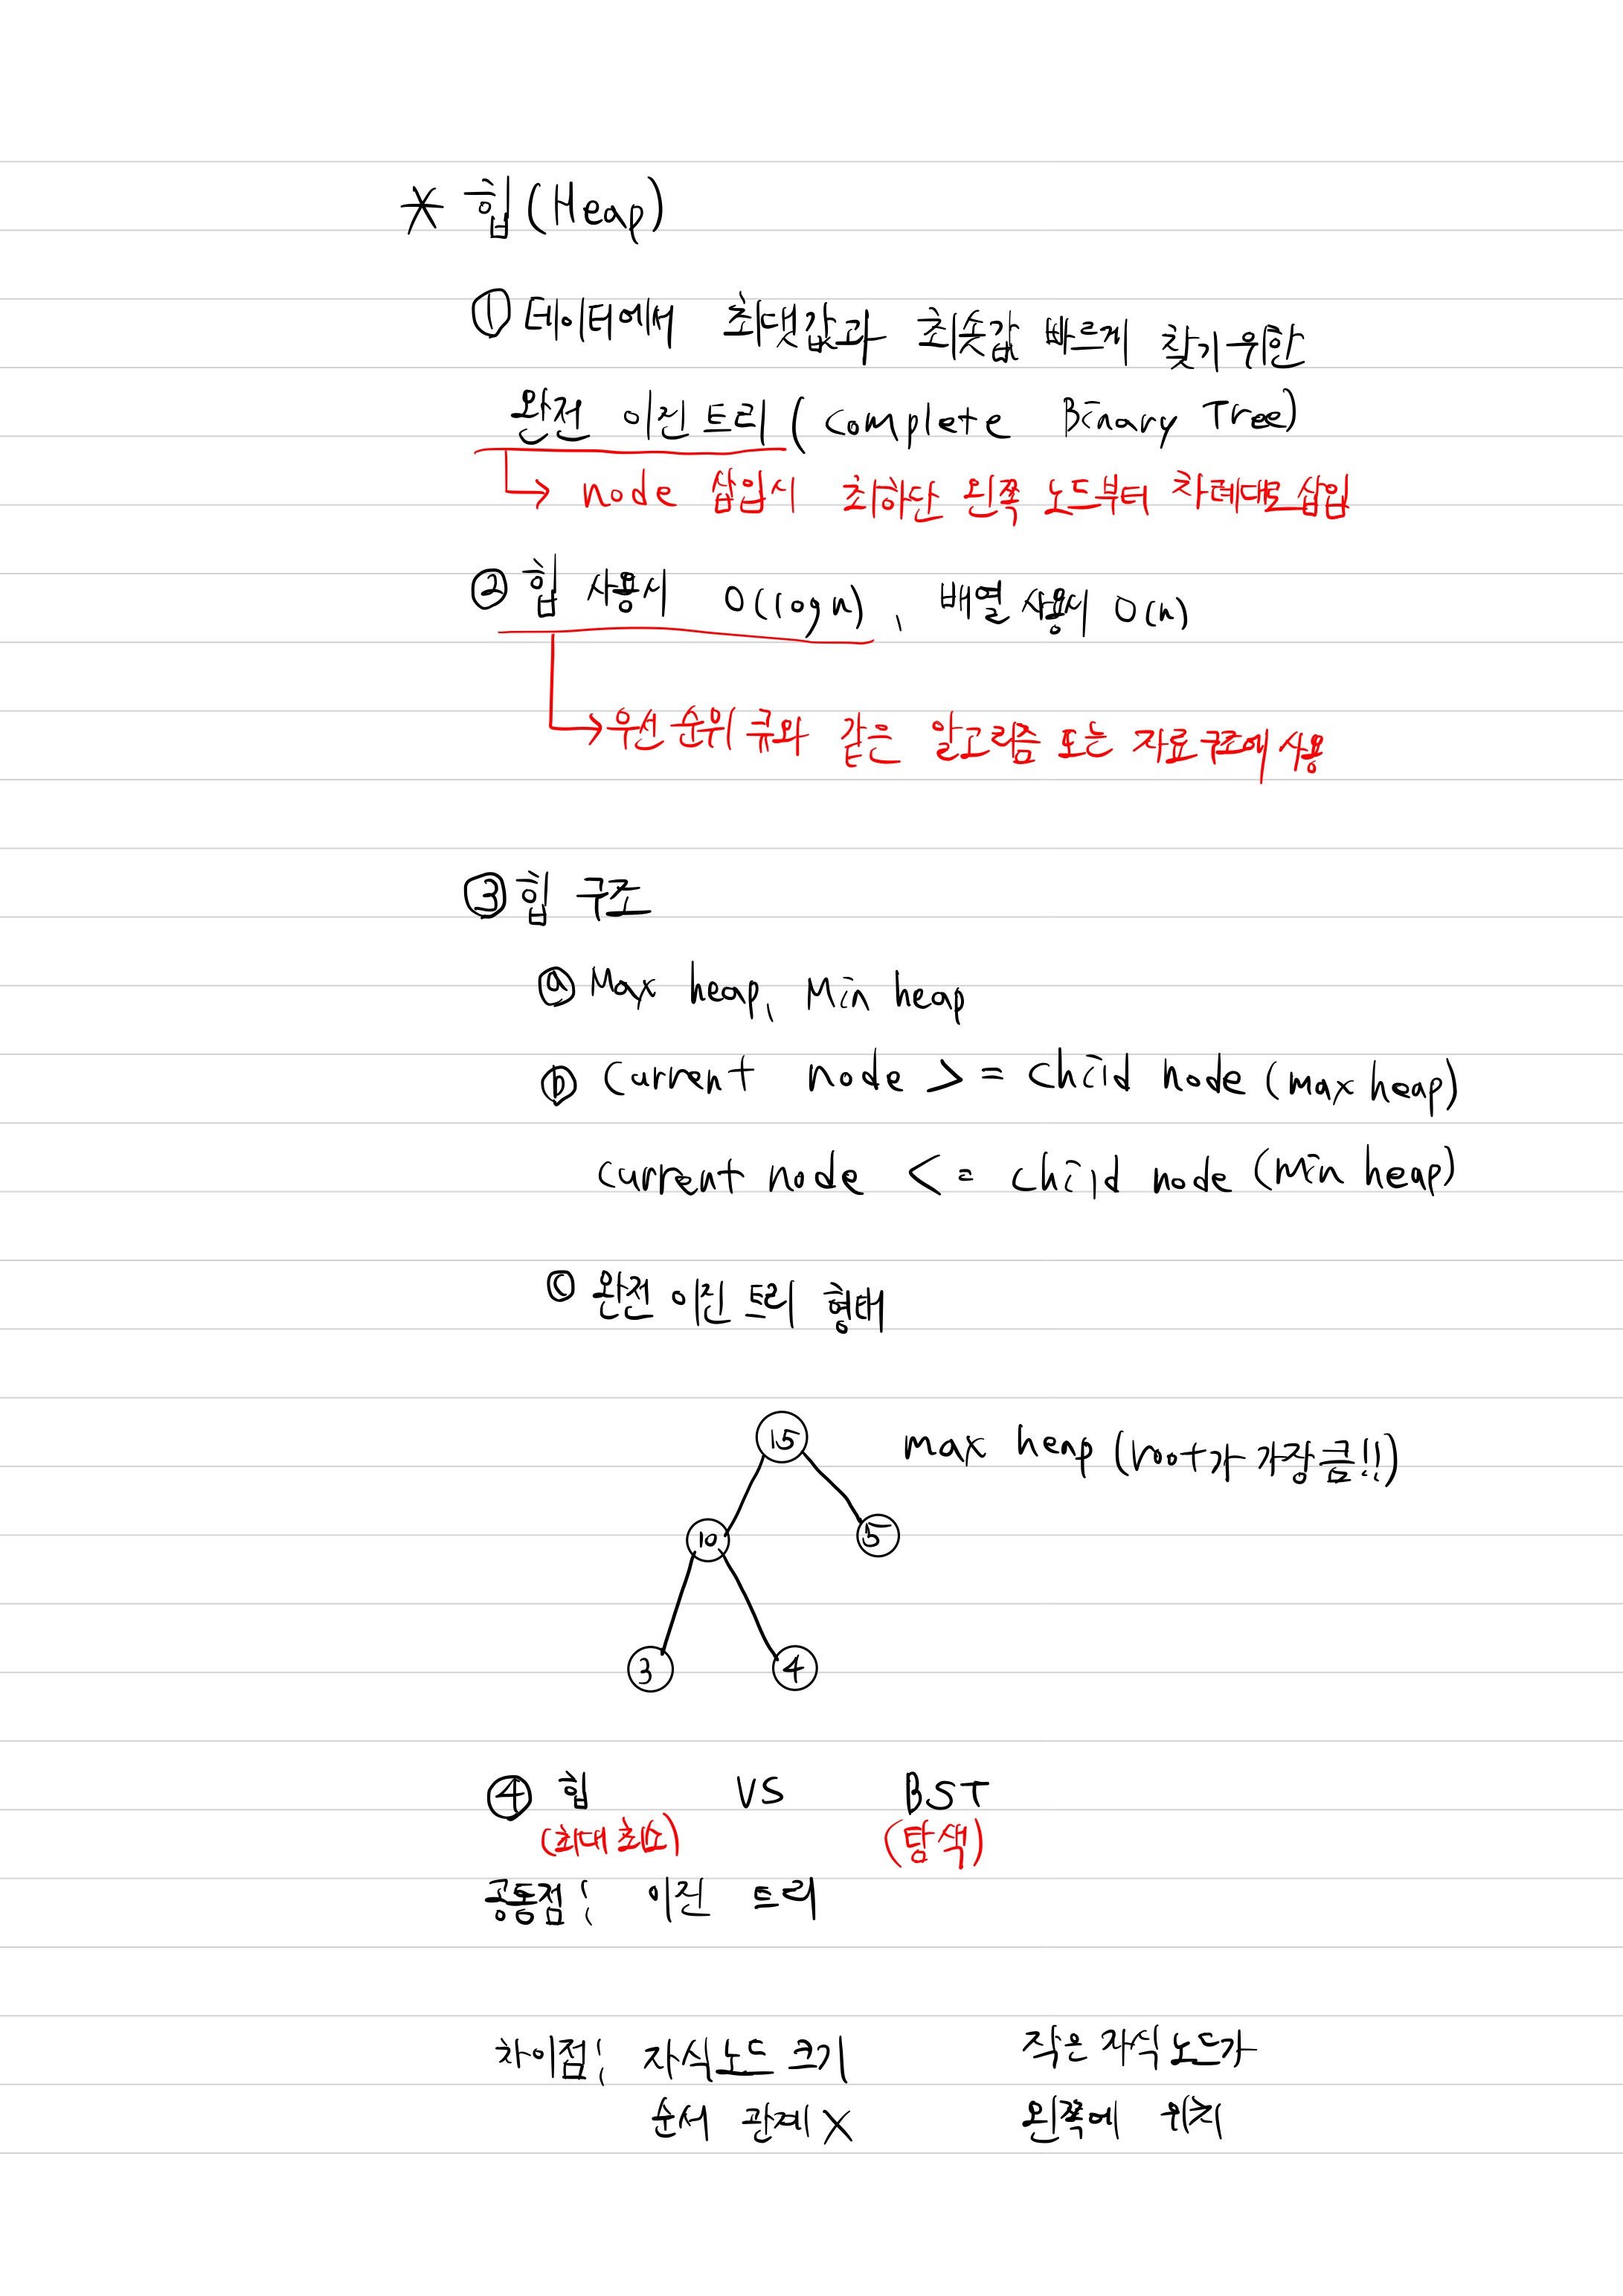 * 힙(Heap)
① 데이터에서 최댓값과 최솟값 빠르게 찾기위한
완전 이진트리 (complete Binary Tree)
↳ node 삽입시 최하단 왼쪽 노드부터 차례대로 삽입
② 힙 사용시 O(log n), 배열 사용시 O(n)
↳ 우선순위 큐와 같은 알고리즘 또는 자료구조에 사용
③ 힙 구조
ⓐ Max heap, Min heap
ⓑ current node >= child node (max heap)
current node <= child node (min heap)
ⓒ 완전 이진 트리 형태
15 max heap (root가 가장 큼!!)
10 5
3 4
④ 힙 VS BST
(최대 최소) (탐색)
공통점: 이진 트리
차이점: 자식노드 크기 작은 자식 노드가
순서 관계 X 왼쪽에 위치